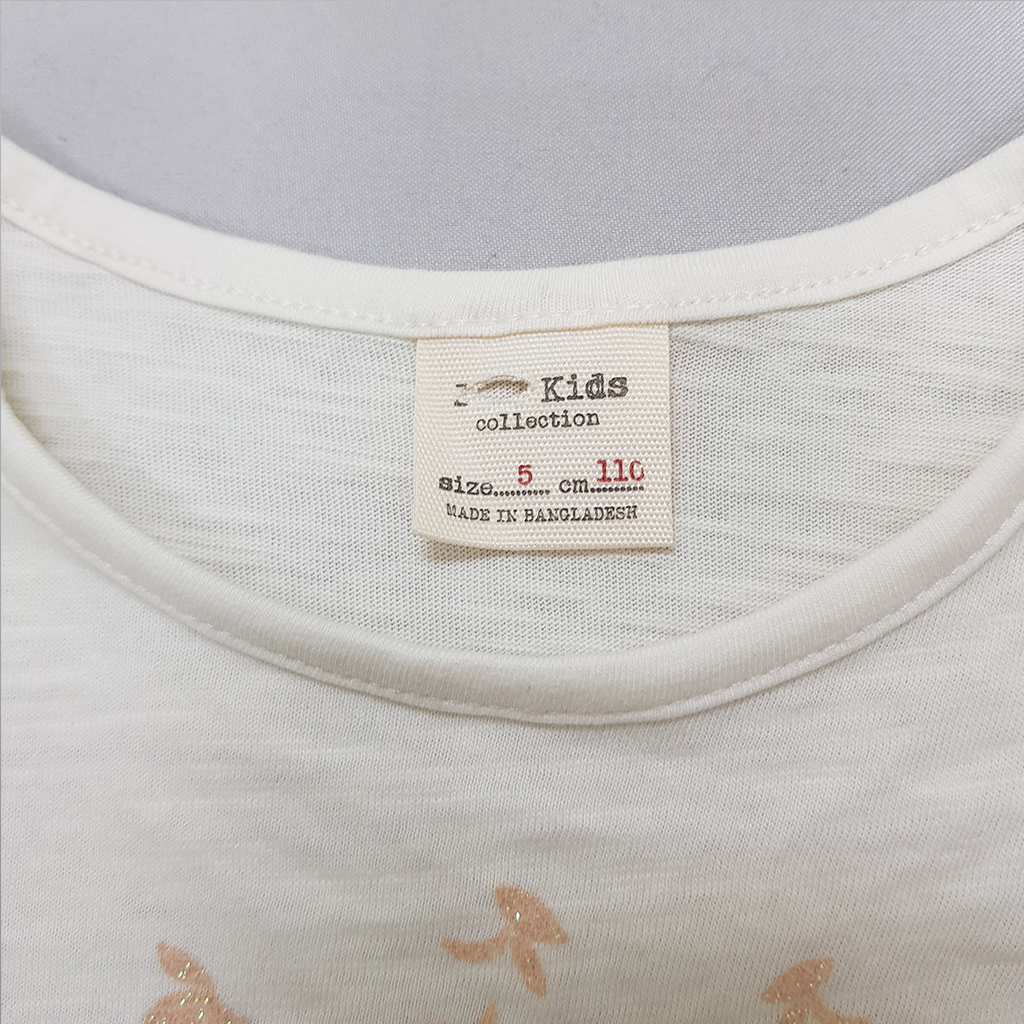 Kids
collection
size.......... 5 cm.......... 110
MADE IN BANGLADESH